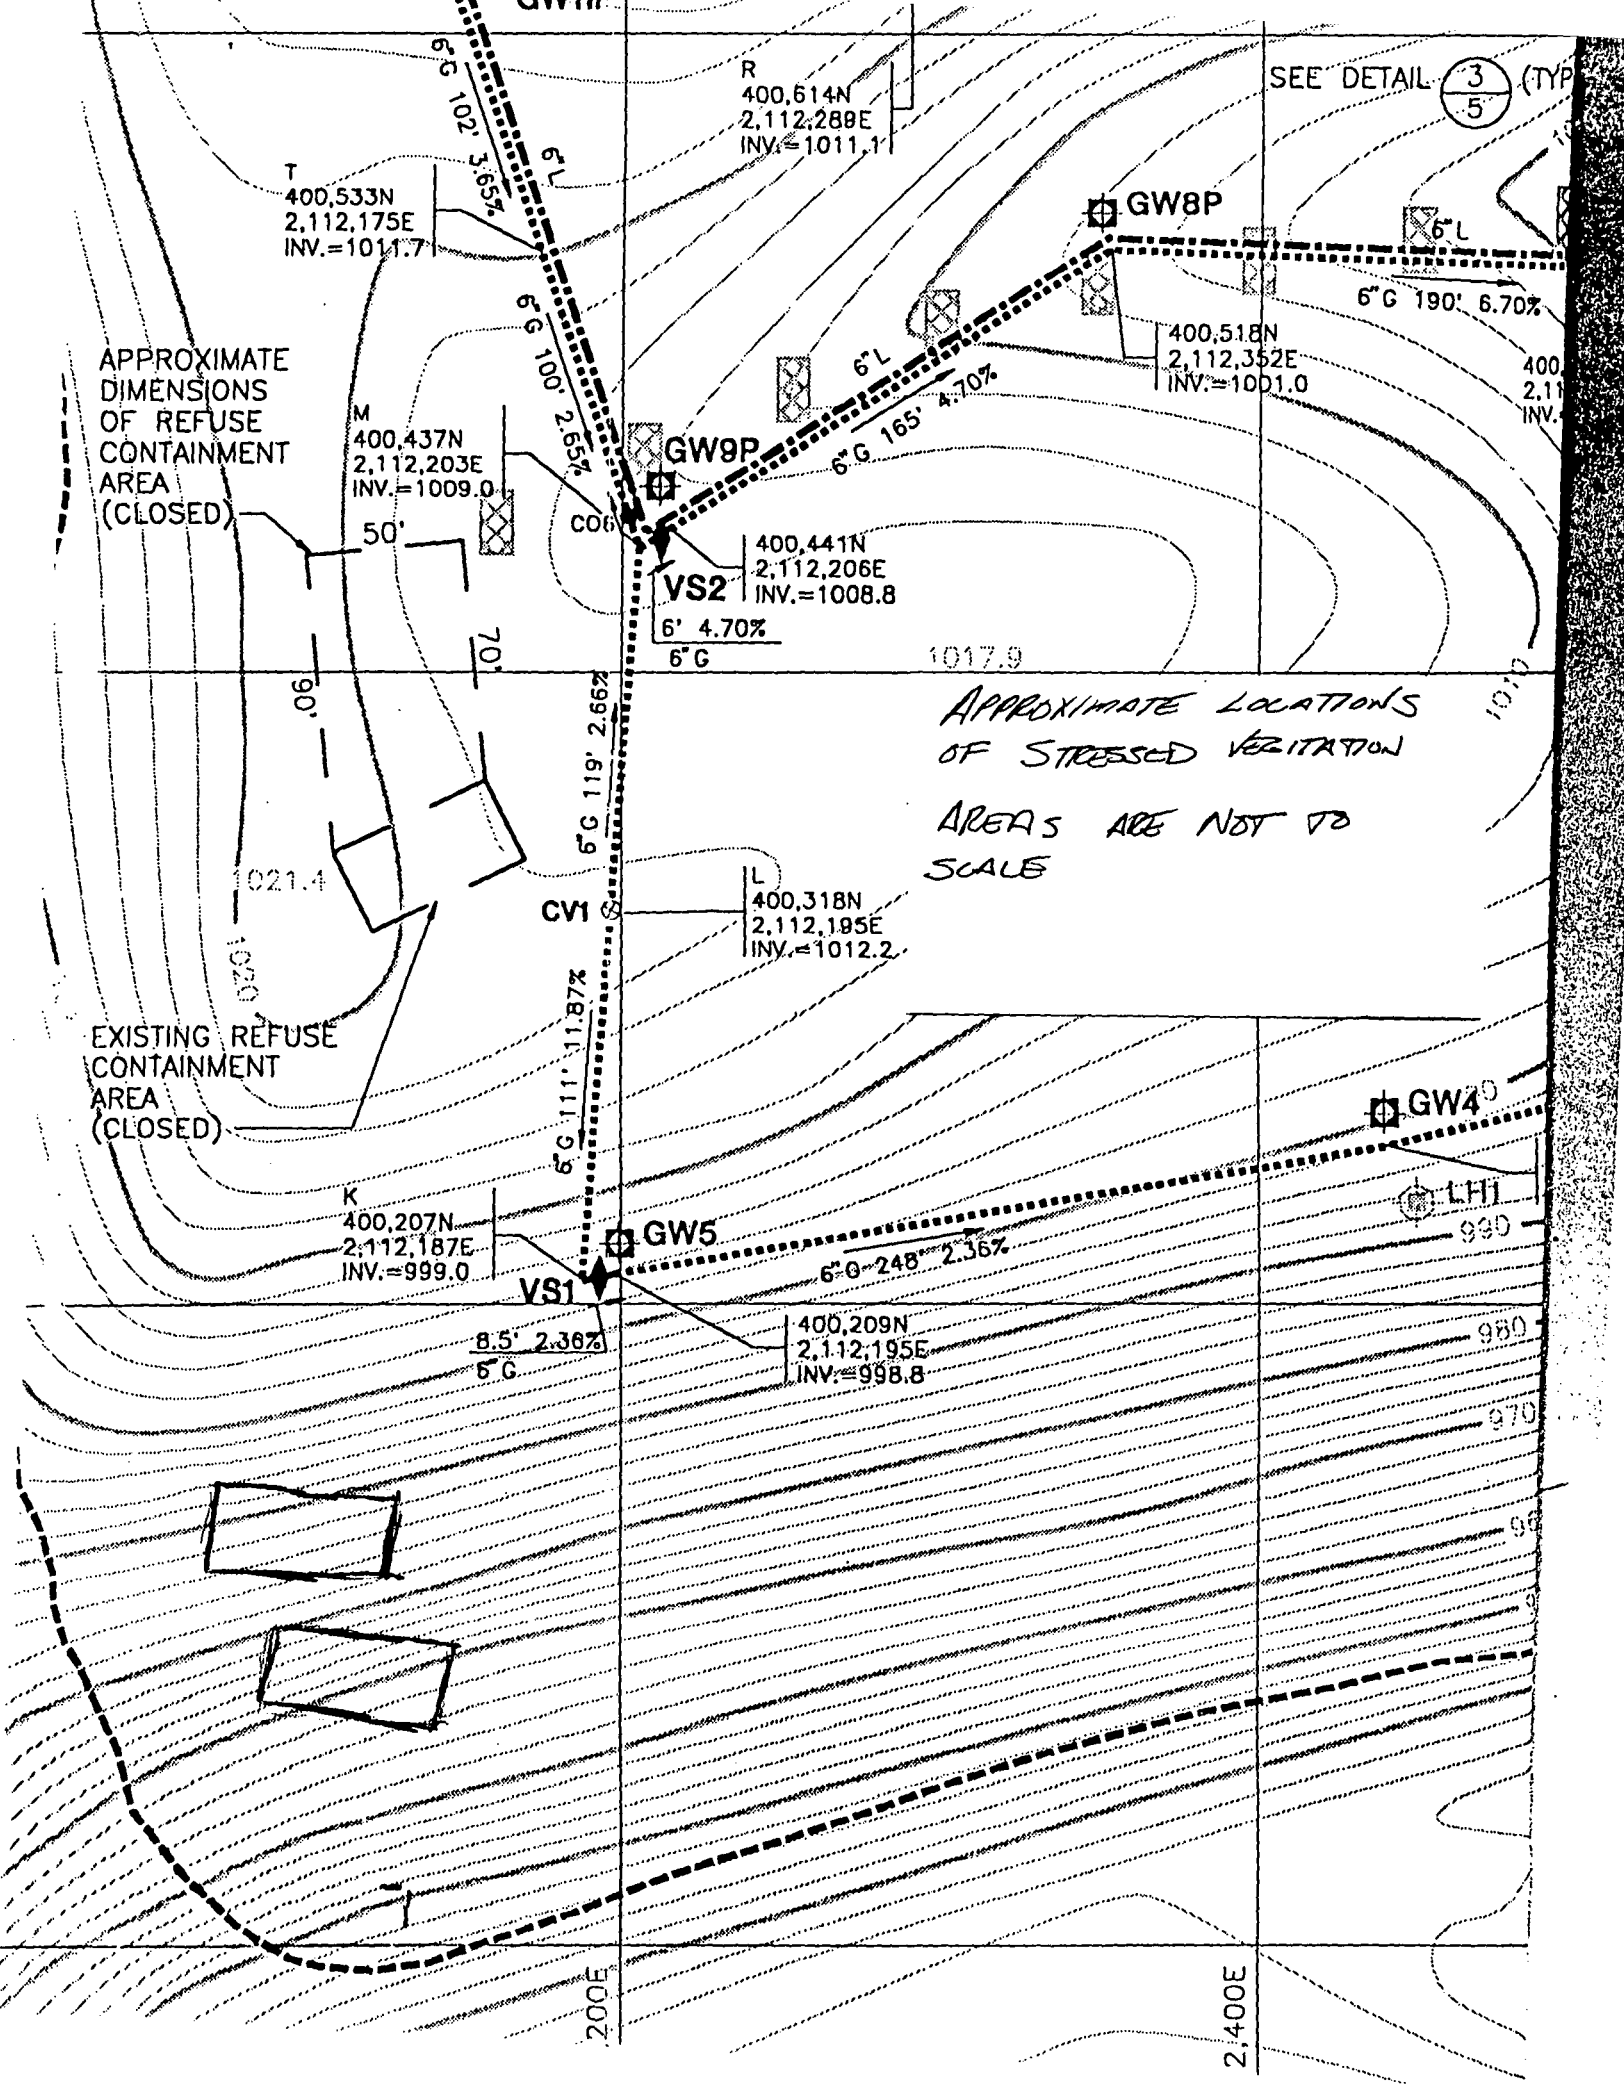 R
400,614N
2,112,289E
INV.=1011.1
SEE DETAIL 3/5 (TYP
6"G 102' 3.65%
6"L
T
400,533N
2,112,175E
INV.=1011.7
GW8P
6"L
6"G 190' 6.70%
400,518N
2,112,352E
INV.=1001.0
400,
2,11
INV.
6"G 100' 2.65%
6"L
6"G 165' 4.70%
APPROXIMATE
DIMENSIONS
OF REFUSE
CONTAINMENT
AREA
(CLOSED)
M
400,437N
2,112,203E
INV.=1009.0
GW9P
50'
CO6
400,441N
2,112,206E
INV.=1008.8
VS2
6' 4.70%
6"G
70'
90'
1017.9
1010
APPROXIMATE LOCATIONS
OF STRESSED VEGITATION
AREAS ARE NOT TO
SCALE
6"G 119' 2.66%
1021.4
1020
L
400,318N
2,112,195E
INV.=1012.2
CV1
6"G 111' 11.87%
EXISTING REFUSE
CONTAINMENT
AREA
(CLOSED)
GW4
LH1
990
K
400,207N
2,112,187E
INV.=999.0
GW5
VS1
6"G 248' 2.36%
8.5' 2.36%
6"G
400,209N
2,112,195E
INV.=998.8
980
970
96
9
200E
2,400E